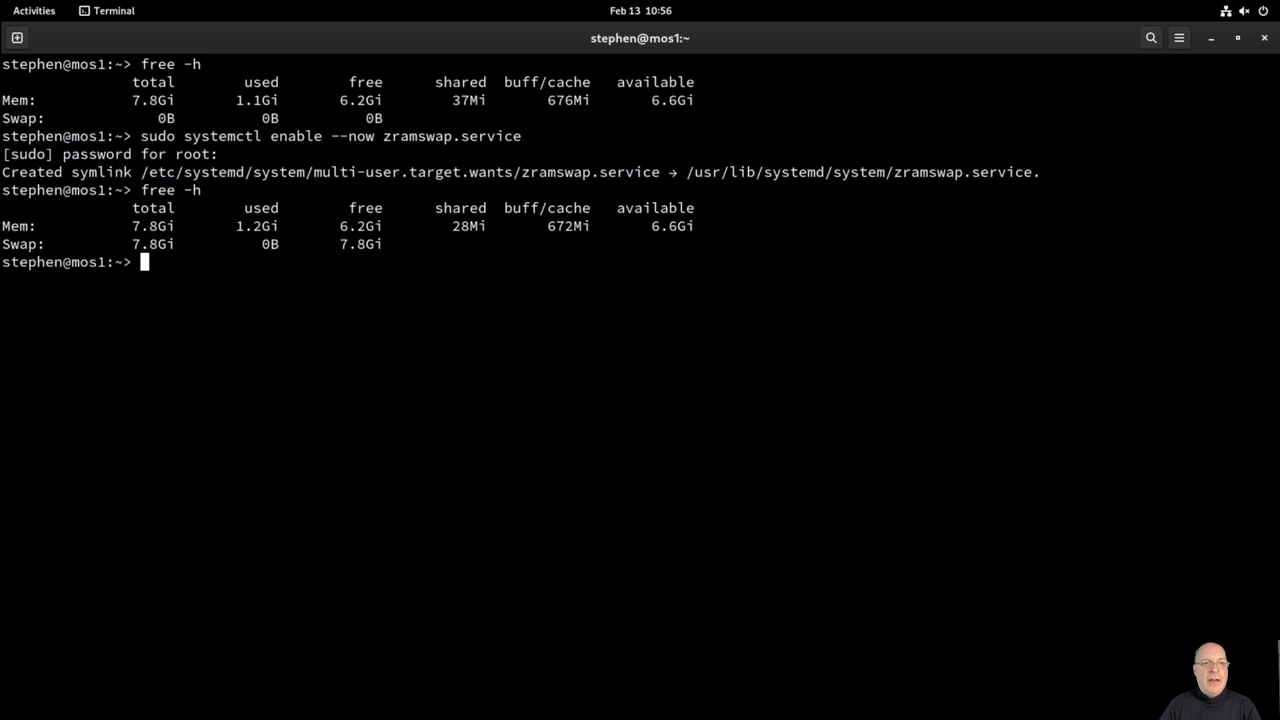 Activities Terminal Feb 13 10:56
stephen@mos1:~
stephen@mos1:~> free -h
total used free shared buff/cache available
Mem: 7.8Gi 1.1Gi 6.2Gi 37Mi 676Mi 6.6Gi
Swap: 0B 0B 0B
stephen@mos1:~> sudo systemctl enable --now zramswap.service
[sudo] password for root:
Created symlink /etc/systemd/system/multi-user.target.wants/zramswap.service → /usr/lib/systemd/system/zramswap.service.
stephen@mos1:~> free -h
total used free shared buff/cache available
Mem: 7.8Gi 1.2Gi 6.2Gi 28Mi 672Mi 6.6Gi
Swap: 7.8Gi 0B 7.8Gi
stephen@mos1:~>